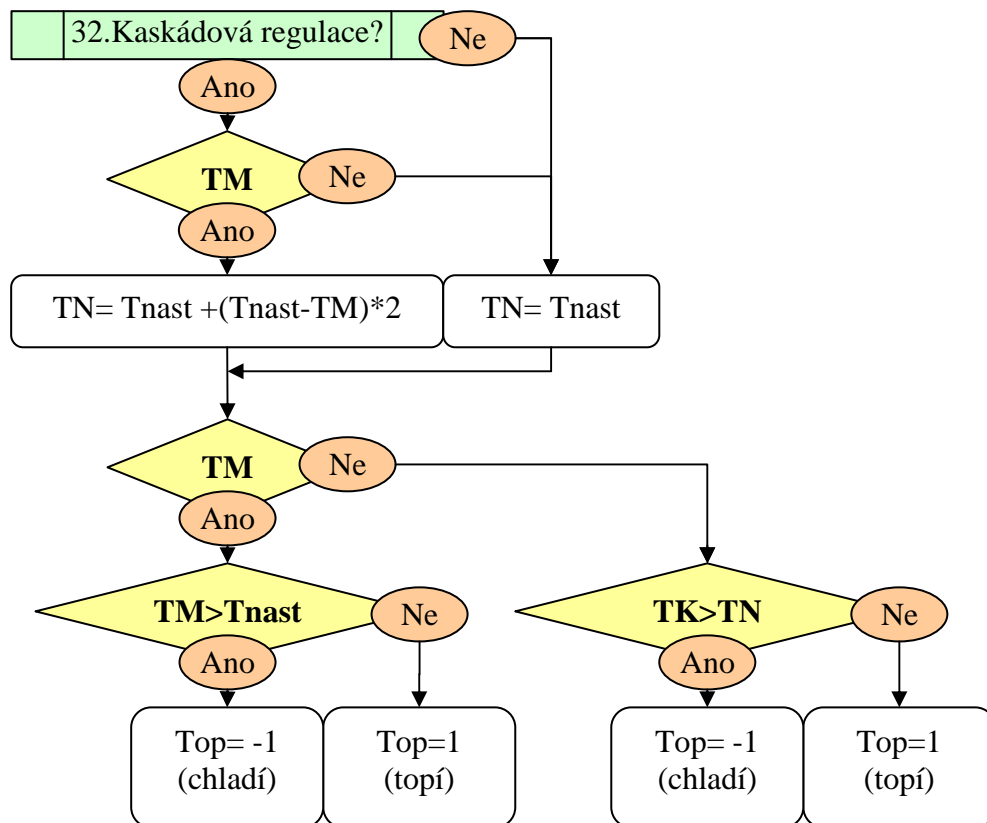 32.Kaskádová regulace?
Ne
Ano
TM
Ne
Ano
TN= Tnast +(Tnast-TM)*2
TN= Tnast
TM
Ne
Ano
TM>Tnast
Ne
Ano
TK>TN
Ne
Ano
Top= -1
(chladí)
Top=1
(topí)
Top= -1
(chladí)
Top=1
(topí)